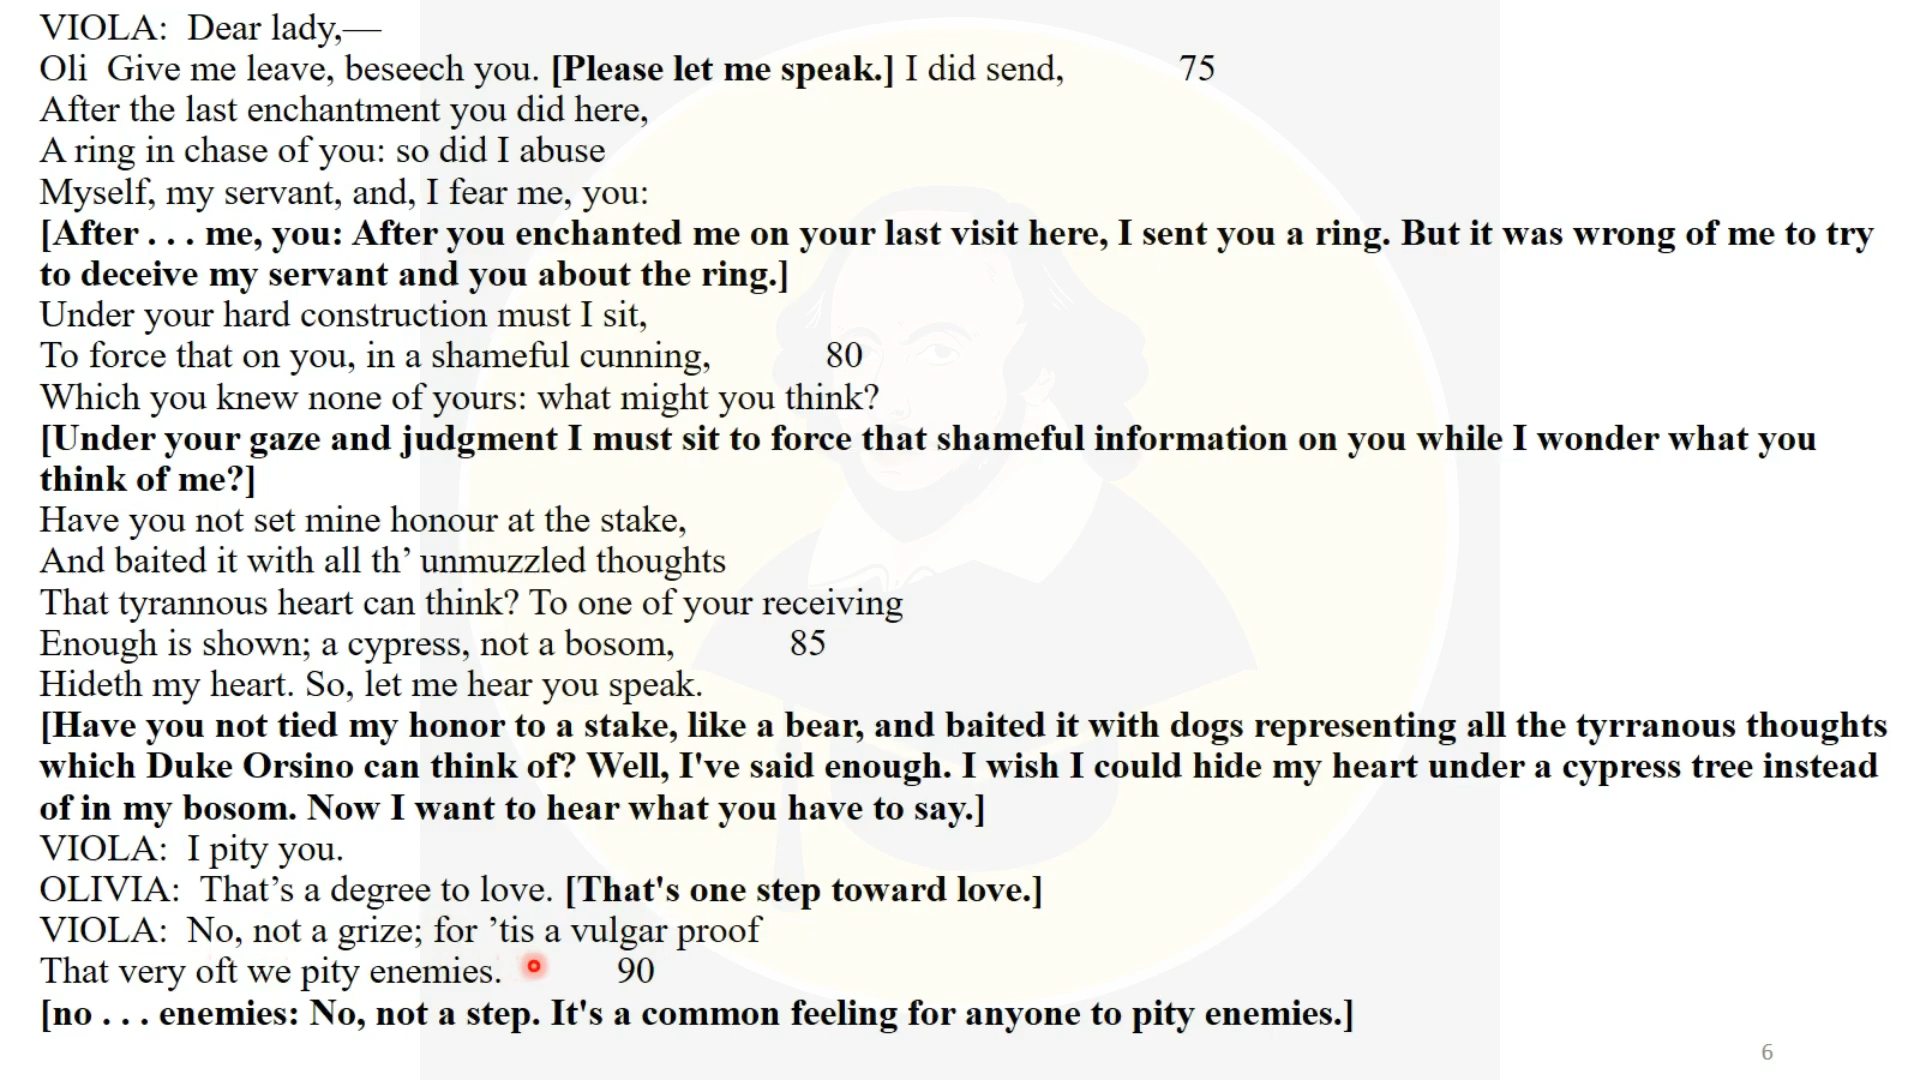 VIOLA:  Dear lady,—
Oli  Give me leave, beseech you. [Please let me speak.] I did send, 75
After the last enchantment you did here,
A ring in chase of you: so did I abuse
Myself, my servant, and, I fear me, you:
[After . . . me, you: After you enchanted me on your last visit here, I sent you a ring. But it was wrong of me to try
to deceive my servant and you about the ring.]
Under your hard construction must I sit,
To force that on you, in a shameful cunning, 80
Which you knew none of yours: what might you think?
[Under your gaze and judgment I must sit to force that shameful information on you while I wonder what you
think of me?]
Have you not set mine honour at the stake,
And baited it with all th’ unmuzzled thoughts
That tyrannous heart can think? To one of your receiving
Enough is shown; a cypress, not a bosom, 85
Hideth my heart. So, let me hear you speak.
[Have you not tied my honor to a stake, like a bear, and baited it with dogs representing all the tyrranous thoughts
which Duke Orsino can think of? Well, I've said enough. I wish I could hide my heart under a cypress tree instead
of in my bosom. Now I want to hear what you have to say.]
VIOLA:  I pity you.
OLIVIA:  That’s a degree to love. [That's one step toward love.]
VIOLA:  No, not a grize; for ’tis a vulgar proof
That very oft we pity enemies. 90
[no . . . enemies: No, not a step. It's a common feeling for anyone to pity enemies.]
6